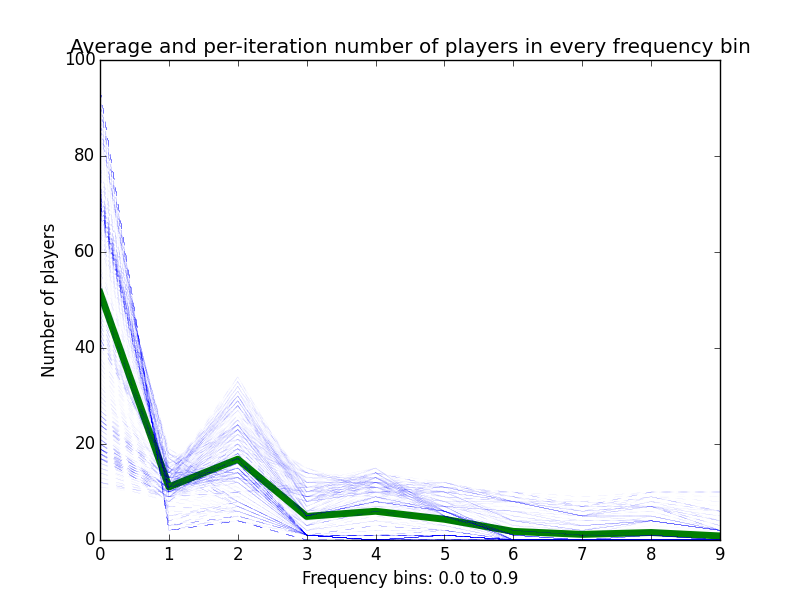 Average and per-iteration number of players in every frequency bin
100
80
60
40
20
0
Number of players
0 1 2 3 4 5 6 7 8 9
Frequency bins: 0.0 to 0.9